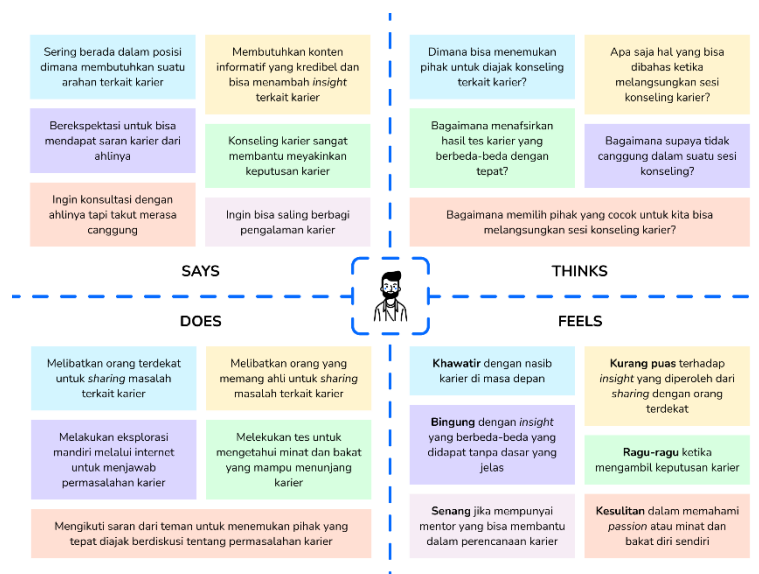 Sering berada dalam posisi
dimana membutuhkan suatu
arahan terkait karier
Membutuhkan konten
informatif yang kredibel dan
bisa menambah insight
terkait karier
Berekspektasi untuk bisa
mendapat saran karier dari
ahlinya
Konseling karier sangat
membantu meyakinkan
keputusan karier
Ingin konsultasi dengan
ahlinya tapi takut merasa
canggung
Ingin bisa saling berbagi
pengalaman karier
SAYS
Dimana bisa menemukan
pihak untuk diajak konseling
terkait karier?
Apa saja hal yang bisa
dibahas ketika
melangsungkan sesi
konseling karier?
Bagaimana menafsirkan
hasil tes karier yang
berbeda-beda dengan
tepat?
Bagaimana supaya tidak
canggung dalam suatu sesi
konseling?
Bagaimana memilih pihak yang cocok untuk kita bisa
melangsungkan sesi konseling karier?
THINKS
DOES
Melibatkan orang terdekat
untuk sharing masalah
terkait karier
Melibatkan orang yang
memang ahli untuk sharing
masalah terkait karier
Melakukan eksplorasi
mandiri melalui internet
untuk menjawab
permasalahan karier
Melekukan tes untuk
mengetahui minat dan bakat
yang mampu menunjang
karier
Mengikuti saran dari teman untuk menemukan pihak yang
tepat diajak berdiskusi tentang permasalahan karier
FEELS
Khawatir dengan nasib
karier di masa depan
Kurang puas terhadap
insight yang diperoleh dari
sharing dengan orang
terdekat
Bingung dengan insight
yang berbeda-beda yang
didapat tanpa dasar yang
jelas
Ragu-ragu ketika
mengambil keputusan karier
Senang jika mempunyai
mentor yang bisa membantu
dalam perencanaan karier
Kesulitan dalam memahami
passion atau minat dan
bakat diri sendiri